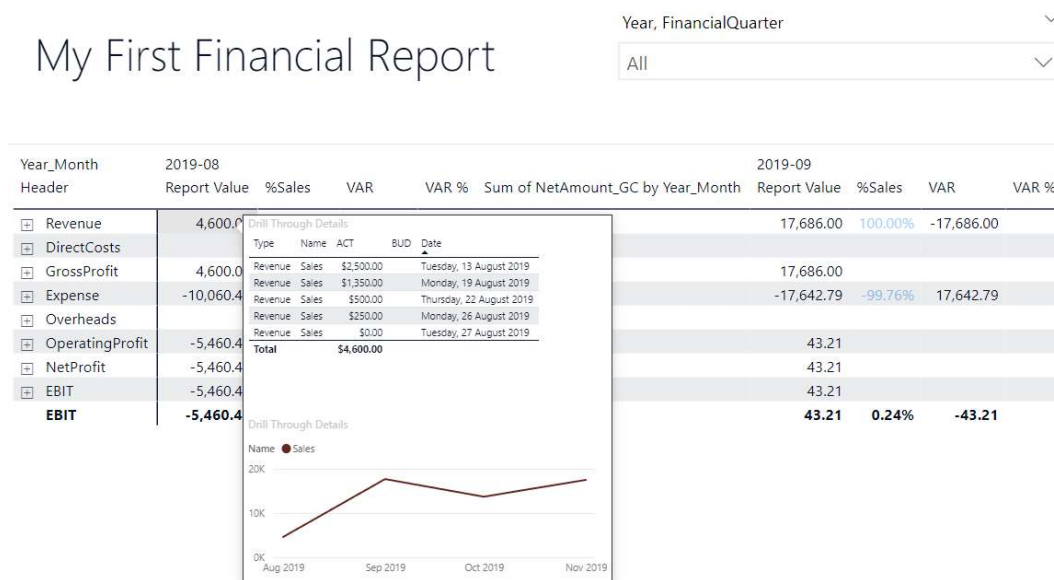 My First Financial Report
Year, FinancialQuarter
All
Year_Month 2019-08 2019-09
Header Report Value %Sales VAR VAR % Sum of NetAmount_GC by Year_Month Report Value %Sales VAR VAR %
Revenue 17,686.00 100.00% -17,686.00
DirectCosts
GrossProfit 17,686.00
Expense -17,642.79 -99.76% 17,642.79
Overheads
OperatingProfit 43.21
NetProfit 43.21
EBIT 43.21
EBIT 43.21 0.24% -43.21
Drill Through Details
Type Name ACT BUD Date
Revenue Sales $2,500.00 Tuesday, 13 August 2019
Revenue Sales $1,350.00 Monday, 19 August 2019
Revenue Sales $500.00 Thursday, 22 August 2019
Revenue Sales $250.00 Monday, 26 August 2019
Revenue Sales $0.00 Tuesday, 27 August 2019
Total $4,600.00
Drill Through Details
Name Sales
20K
10K
0K
Aug 2019 Sep 2019 Oct 2019 Nov 2019